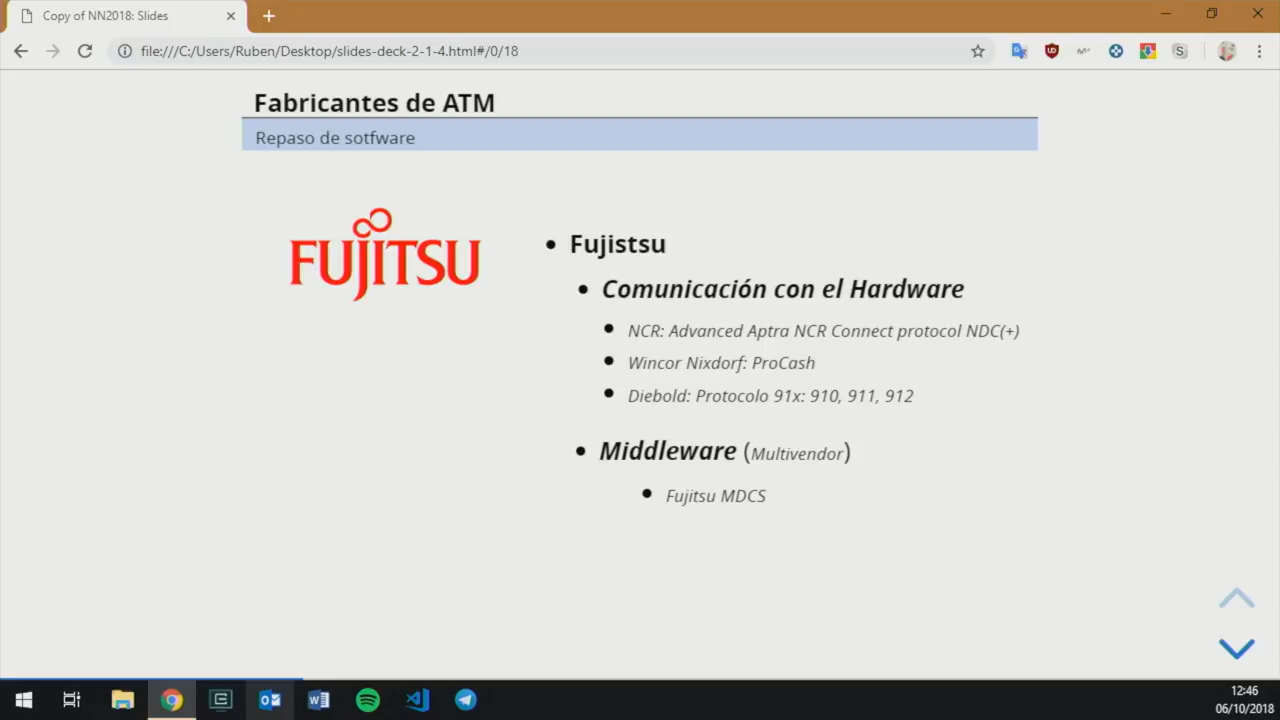 Copy of NN2018: Slides
file:///C:/Users/Ruben/Desktop/slides-deck-2-1-4.html#/0/18
Fabricantes de ATM
Repaso de sotfware
FUJITSU
Fujistsu
Comunicación con el Hardware
NCR: Advanced Aptra NCR Connect protocol NDC(+)
Wincor Nixdorf: ProCash
Diebold: Protocolo 91x: 910, 911, 912
Middleware (Multivendor)
Fujitsu MDCS
12:46
06/10/2018